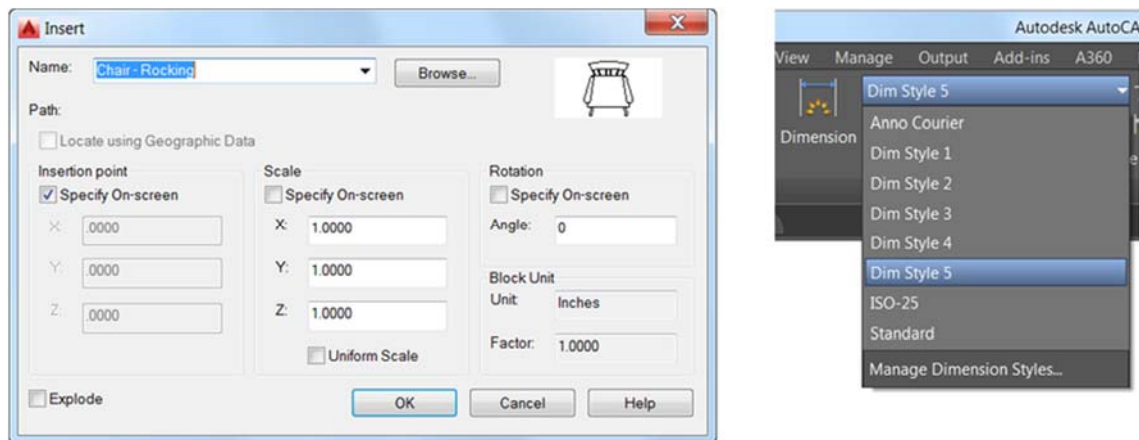 Insert
Name: Chair - Rocking Browse...
Path:
Locate using Geographic Data
Insertion point
Specify On-screen
X: .0000
Y: .0000
Z: .0000
Scale
Specify On-screen
X: 1.0000
Y: 1.0000
Z: 1.0000
Uniform Scale
Rotation
Specify On-screen
Angle: 0
Block Unit
Unit: Inches
Factor: 1.0000
Explode
OK Cancel Help
Autodesk AutoCA
View Manage Output Add-ins A360
Dimension
Dim Style 5
Anno Courier
Dim Style 1
Dim Style 2
Dim Style 3
Dim Style 4
Dim Style 5
ISO-25
Standard
Manage Dimension Styles...